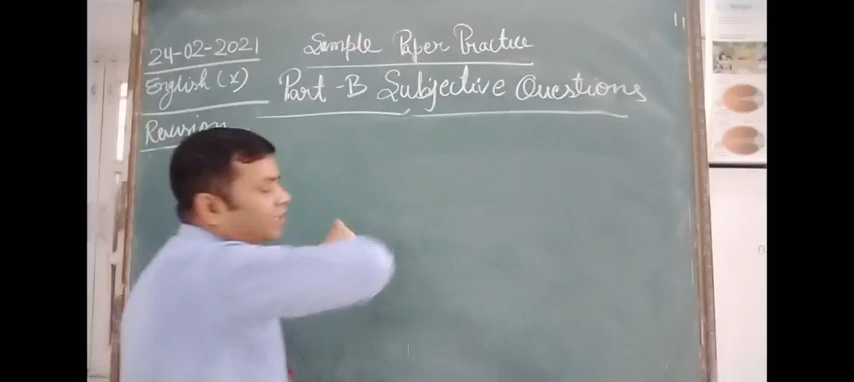 24-02-2021
English (X)
Revision
Sample Paper Practice
Part-B Subjective Questions